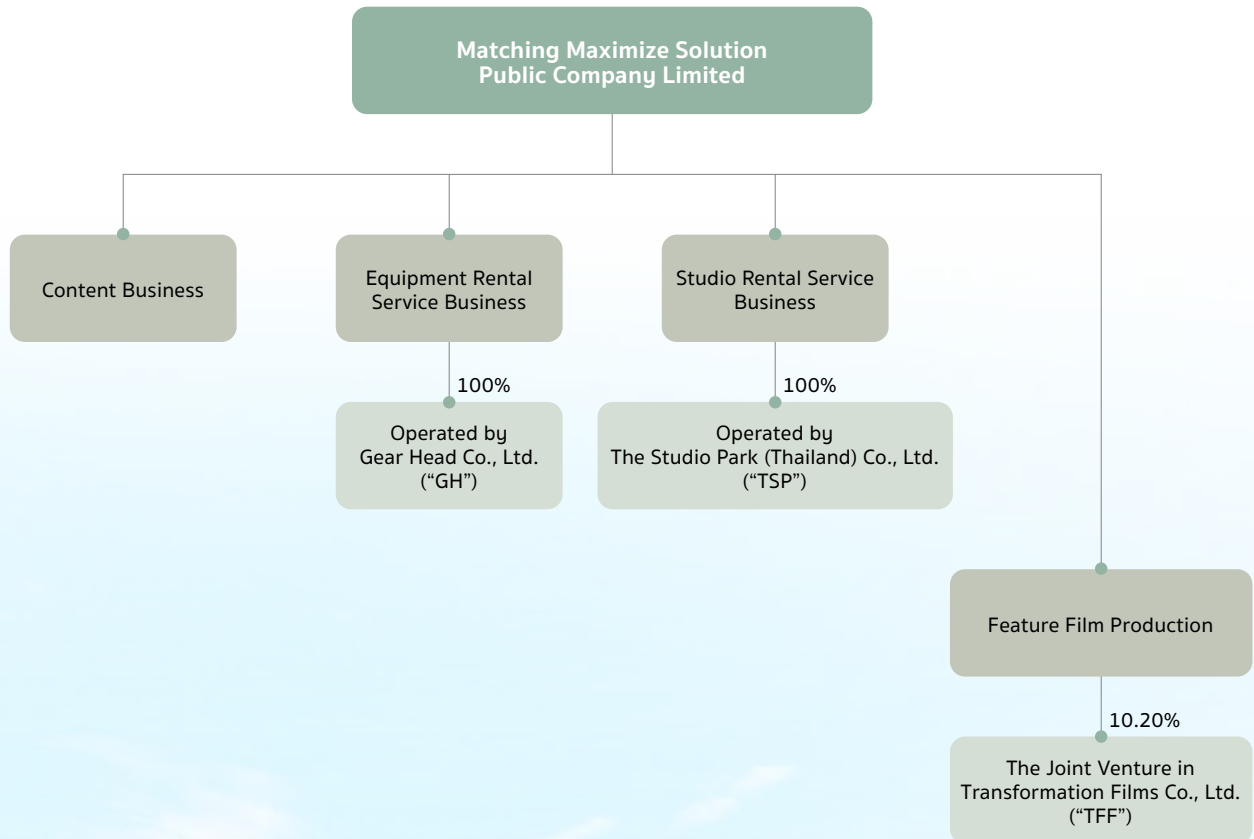 Matching Maximize Solution
Public Company Limited
Content Business
Equipment Rental
Service Business
Studio Rental Service
Business
100%
100%
Operated by
Gear Head Co., Ltd.
(“GH”)
Operated by
The Studio Park (Thailand) Co., Ltd.
(“TSP”)
Feature Film Production
10.20%
The Joint Venture in
Transformation Films Co., Ltd.
(“TFF”)